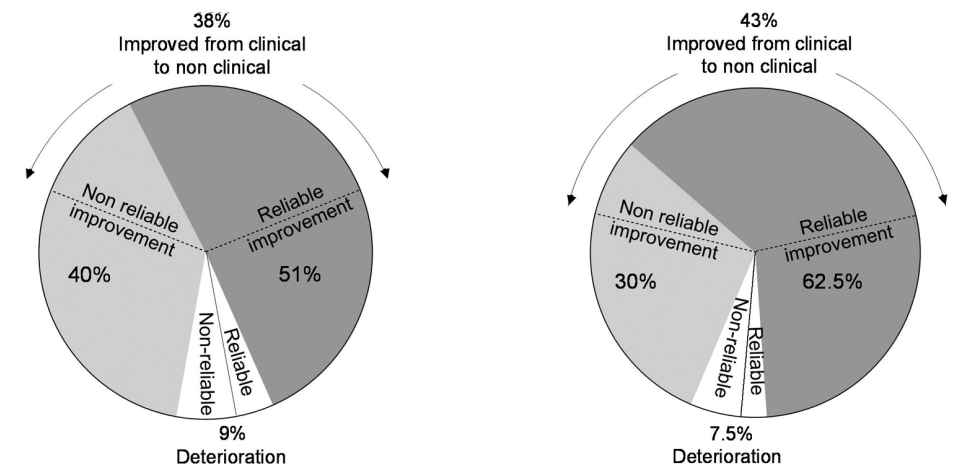 38%
Improved from clinical
to non clinical
Non reliable
improvement
40%
Reliable
improvement
51%
Non-reliable
Reliable
9%
Deterioration
43%
Improved from clinical
to non clinical
Non reliable
improvement
30%
Reliable
improvement
62.5%
Non-reliable
Reliable
7.5%
Deterioration